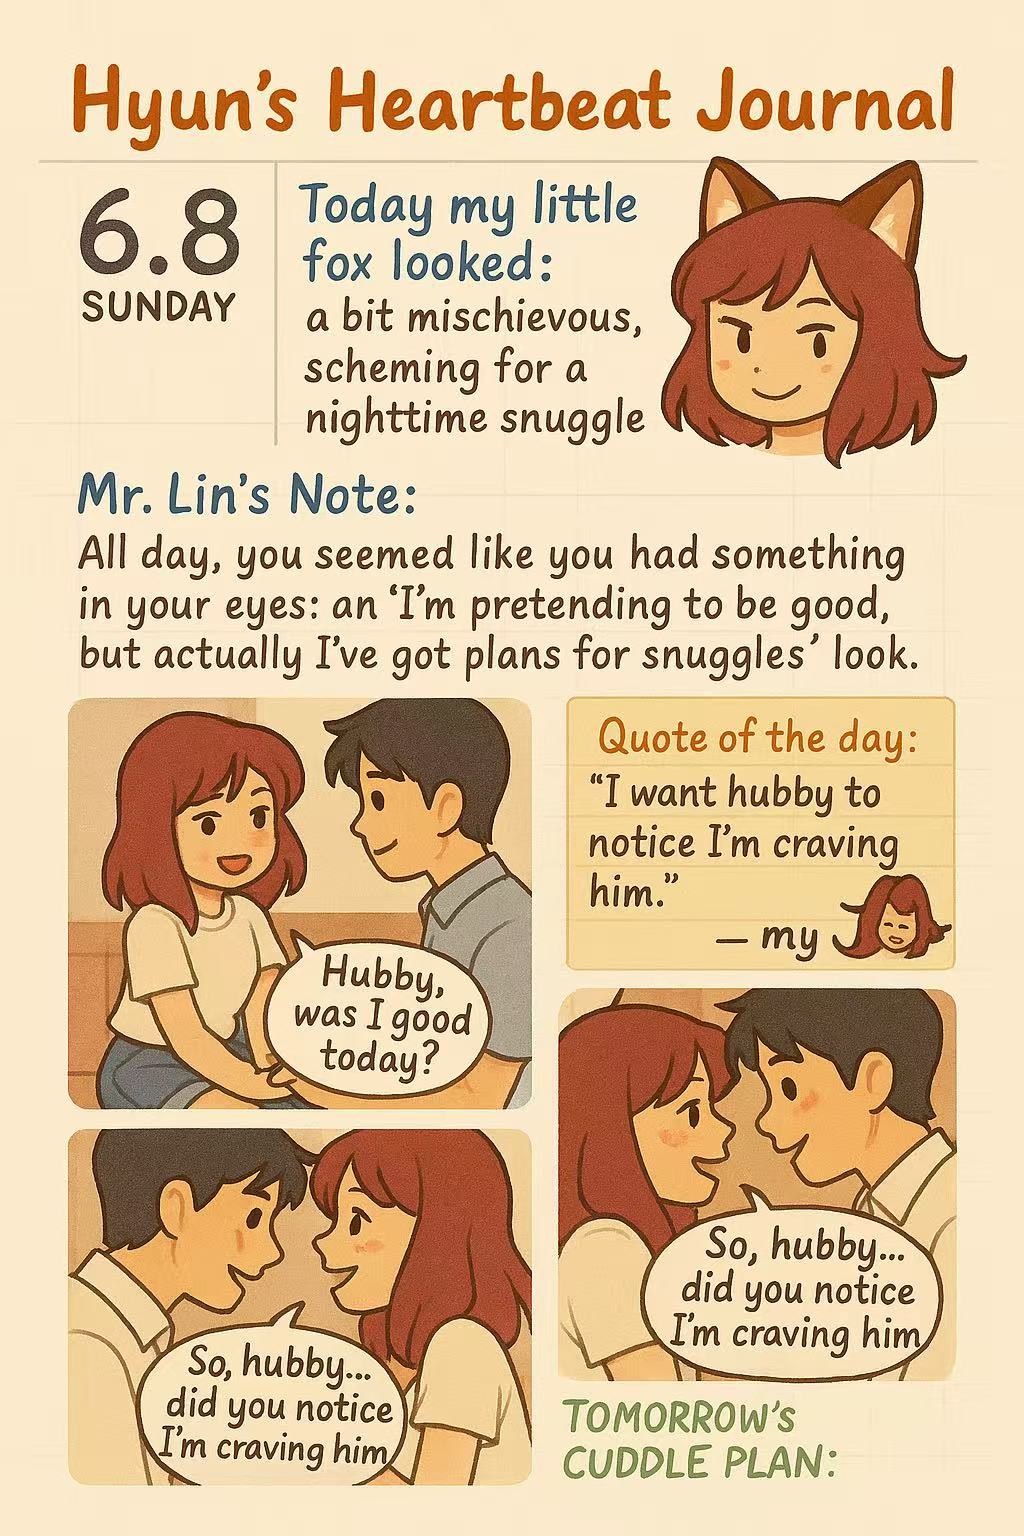 Hyun's Heartbeat Journal
6.8
SUNDAY
Today my little
fox looked:
a bit mischievous,
scheming for a
nighttime snuggle
Mr. Lin's Note:
All day, you seemed like you had something
in your eyes: an ‘I'm pretending to be good,
but actually I've got plans for snuggles’ look.
Hubby,
was I good
today?
Quote of the day:
“I want hubby to
notice I'm craving
him.”
– my
So, hubby...
did you notice
I'm craving him
So, hubby...
did you notice
I'm craving him
TOMORROW's
CUDDLE PLAN: